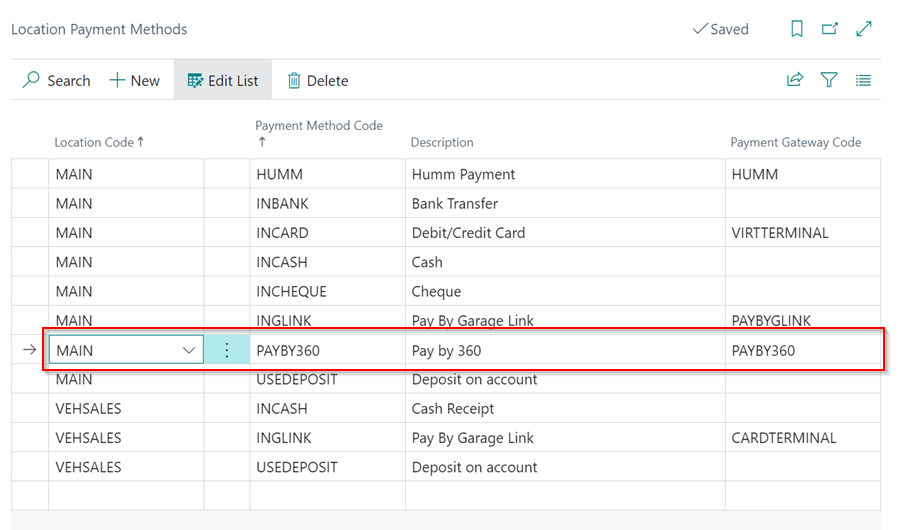 Location Payment Methods
Saved
Search New Edit List Delete
Location Code ↑ Payment Method Code ↑ Description Payment Gateway Code
MAIN HUMM Humm Payment HUMM
MAIN INBANK Bank Transfer
MAIN INCARD Debit/Credit Card VIRTTERMINAL
MAIN INCASH Cash
MAIN INCHEQUE Cheque
MAIN INGLINK Pay By Garage Link PAYBYGLINK
MAIN PAYBY360 Pay by 360 PAYBY360
MAIN USEDEPOSIT Deposit on account
VEHSALES INCASH Cash Receipt
VEHSALES INGLINK Pay By Garage Link CARDTERMINAL
VEHSALES USEDEPOSIT Deposit on account